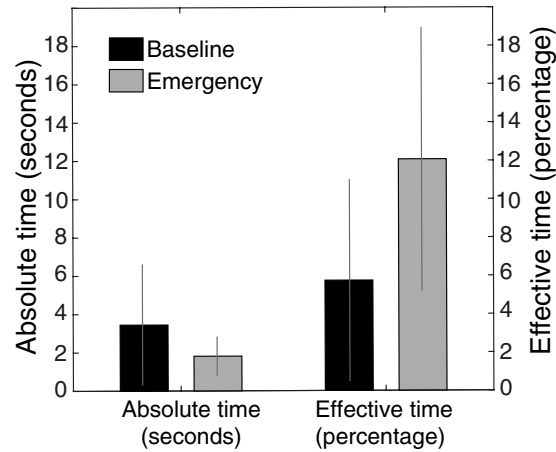 Absolute time (seconds)
18
16
14
12
10
8
6
4
2
0
Baseline
Emergency
Absolute time
(seconds)
Effective time
(percentage)
18
16
14
12
10
8
6
4
2
0
Effective time (percentage)